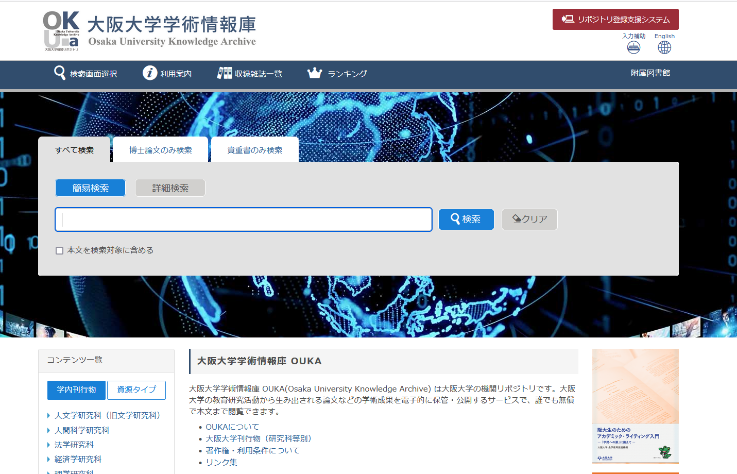 OK
U a
大阪大学学術情報庫
Osaka University Knowledge Archive
リポジトリ登録支援システム
入力補助
English
検索画面選択
利用案内
収録雑誌一覧
ランキング
附属図書館
すべて検索
博士論文のみ検索
貴重書のみ検索
簡易検索
詳細検索
検索
クリア
本文を検索対象に含める
コンテンツ一覧
学内刊行物
資源タイプ
人文学研究科（旧文学研究科）
人間科学研究科
法学研究科
経済学研究科
理学研究科
大阪大学学術情報庫 OUKA
大阪大学学術情報庫 OUKA(Osaka University Knowledge Archive) は大阪大学の機関リポジトリです。大阪
大学の教育研究活動から生み出される論文などの学術成果を電子的に保管・公開するサービスで、誰でも無償
で本文まで閲覧できます。
OUKAについて
大阪大学刊行物（研究科等別）
著作権・利用条件について
リンク集
阪大生のための
アカデミック・ライティング入門